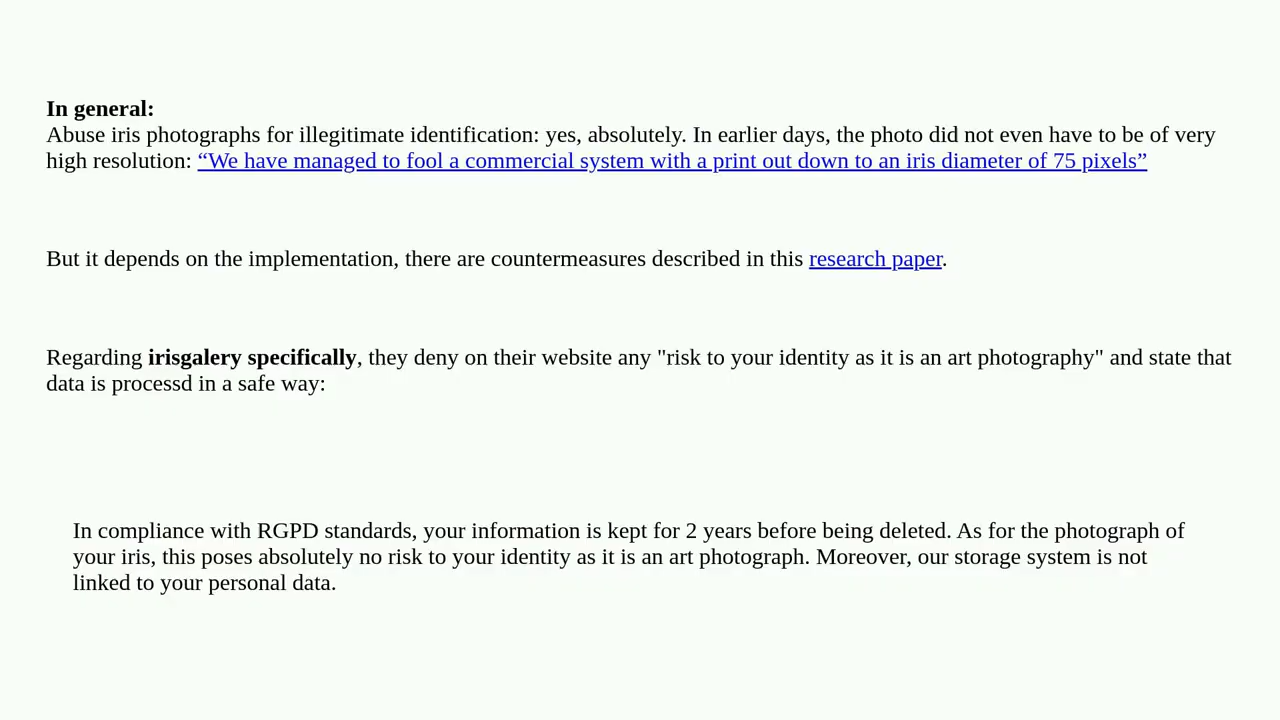 In general:
Abuse iris photographs for illegitimate identification: yes, absolutely. In earlier days, the photo did not even have to be of very
high resolution: “We have managed to fool a commercial system with a print out down to an iris diameter of 75 pixels”
But it depends on the implementation, there are countermeasures described in this research paper.
Regarding irisgalery specifically, they deny on their website any "risk to your identity as it is an art photography" and state that
data is processd in a safe way:
In compliance with RGPD standards, your information is kept for 2 years before being deleted. As for the photograph of
your iris, this poses absolutely no risk to your identity as it is an art photograph. Moreover, our storage system is not
linked to your personal data.